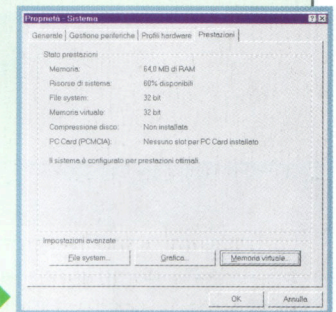 Proprietà - Sistema
Generale Gestione periferiche Profili hardware Prestazioni
Stato prestazioni
Memoria: 64,0 MB di RAM
Risorse di sistema: 60% disponibili
File system: 32 bit
Memoria virtuale: 32 bit
Compressione disco: Non installata
PC Card (PCMCIA): Nessuno slot per PC Card installato
Il sistema è configurato per prestazioni ottimali.
Impostazioni avanzate
File system... Grafica... Memoria virtuale...
OK Annulla